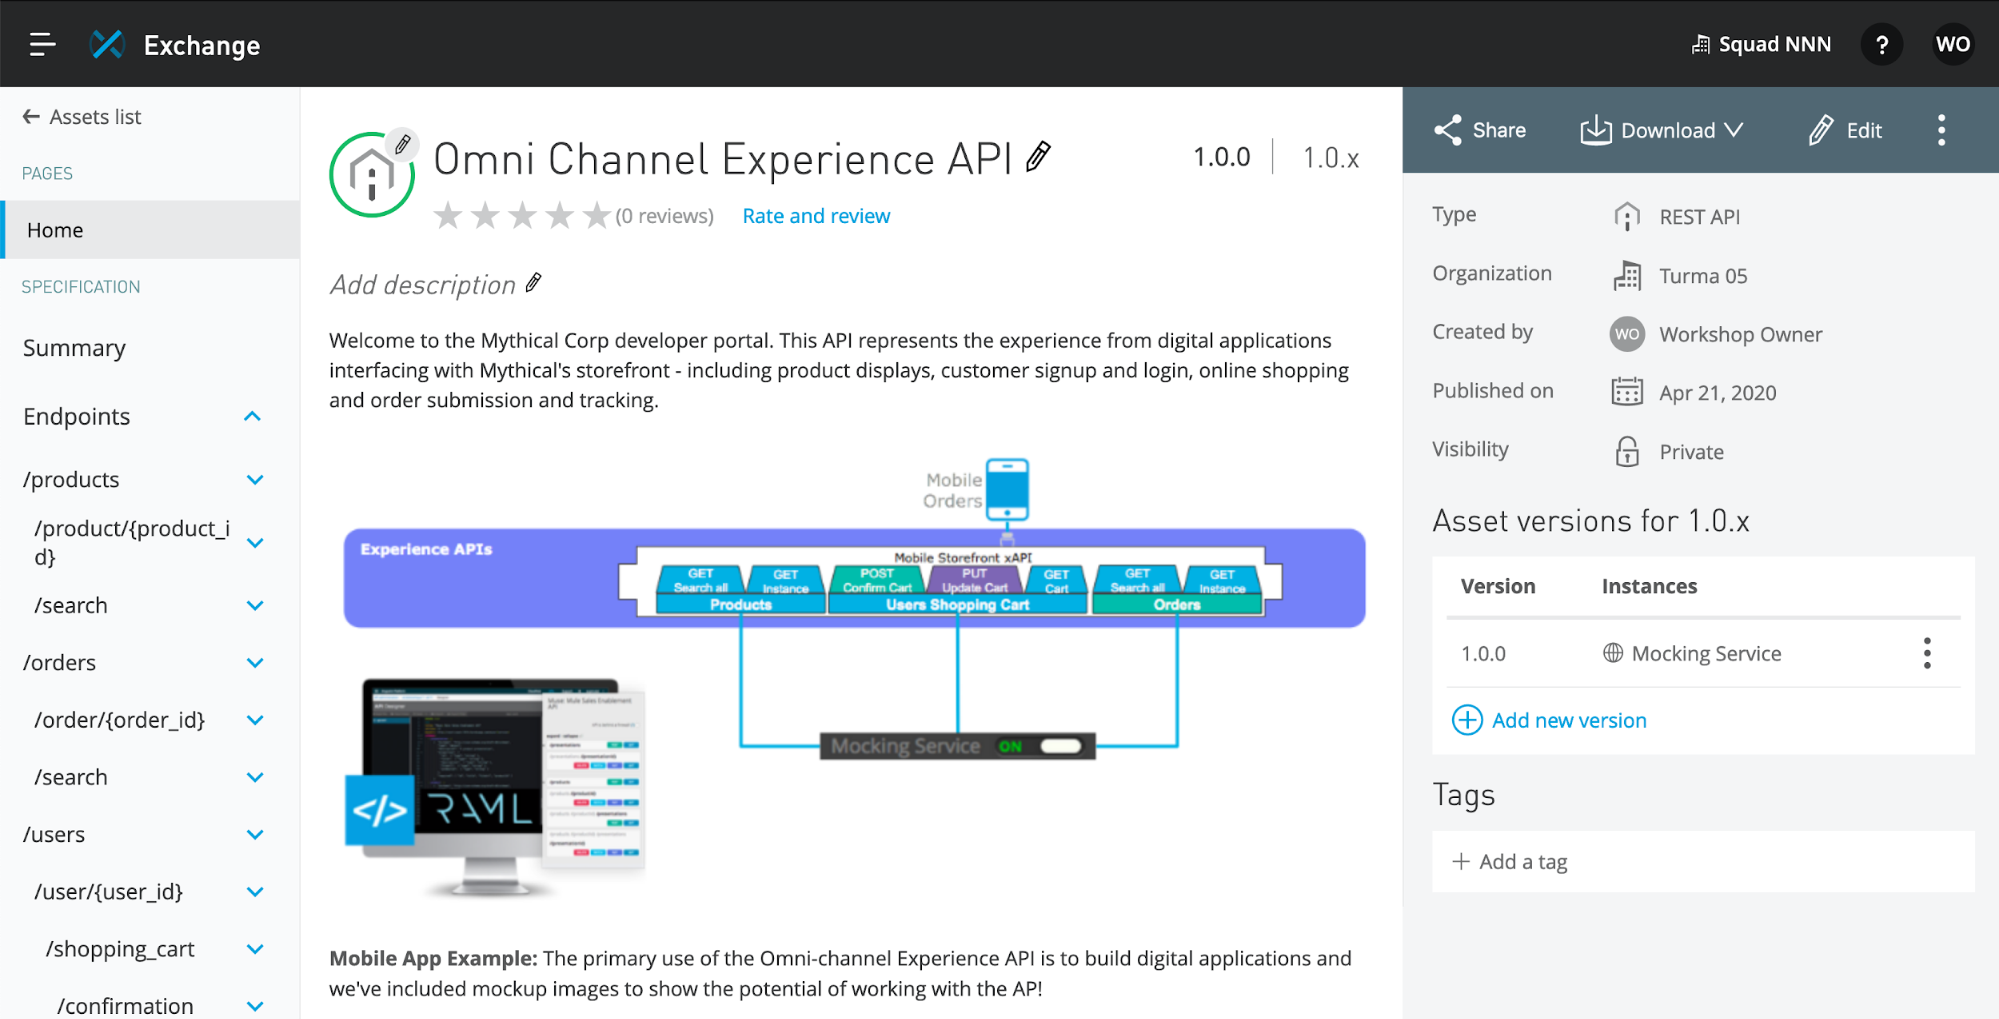 Exchange
Squad NNN
?
WO
Assets list
PAGES
Home
SPECIFICATION
Summary
Endpoints
/products
/product/{product_i
d}
/search
/orders
/order/{order_id}
/search
/users
/user/{user_id}
/shopping_cart
/confirmation
Omni Channel Experience API
1.0.0
1.0.x
(0 reviews)
Rate and review
Add description
Welcome to the Mythical Corp developer portal. This API represents the experience from digital applications
interfacing with Mythical's storefront - including product displays, customer signup and login, online shopping
and order submission and tracking.
Mobile
Orders
Experience APIs
Mobile Storefront xAPI
GET
Search all
GET
Instance
Products
POST
Confirm Cart
PUT
Update Cart
GET
Cart
Users Shopping Cart
GET
Search all
GET
Instance
Orders
Mocking Service ON
</>
RAML
Mobile App Example: The primary use of the Omni-channel Experience API is to build digital applications and
we've included mockup images to show the potential of working with the AP!
Share
Download
Edit
Type
REST API
Organization
Turma 05
Created by
WO
Workshop Owner
Published on
Apr 21, 2020
Visibility
Private
Asset versions for 1.0.x
Version
Instances
1.0.0
Mocking Service
Add new version
Tags
+ Add a tag